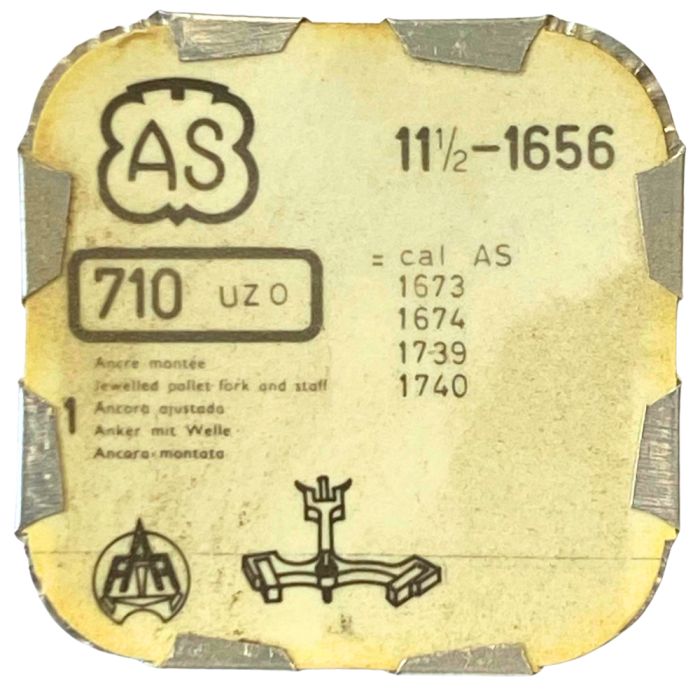 AS
11½-1656
710 UZO
= cal AS
1673
1674
1739
1740
1
Ancre montée
Jewelled pallet fork and staff
Ancora ajustada
Anker mit Welle
Ancora montata